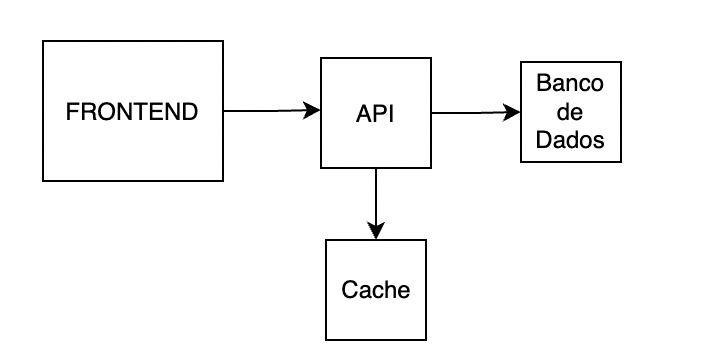 FRONTEND
API
Banco
de
Dados
Cache